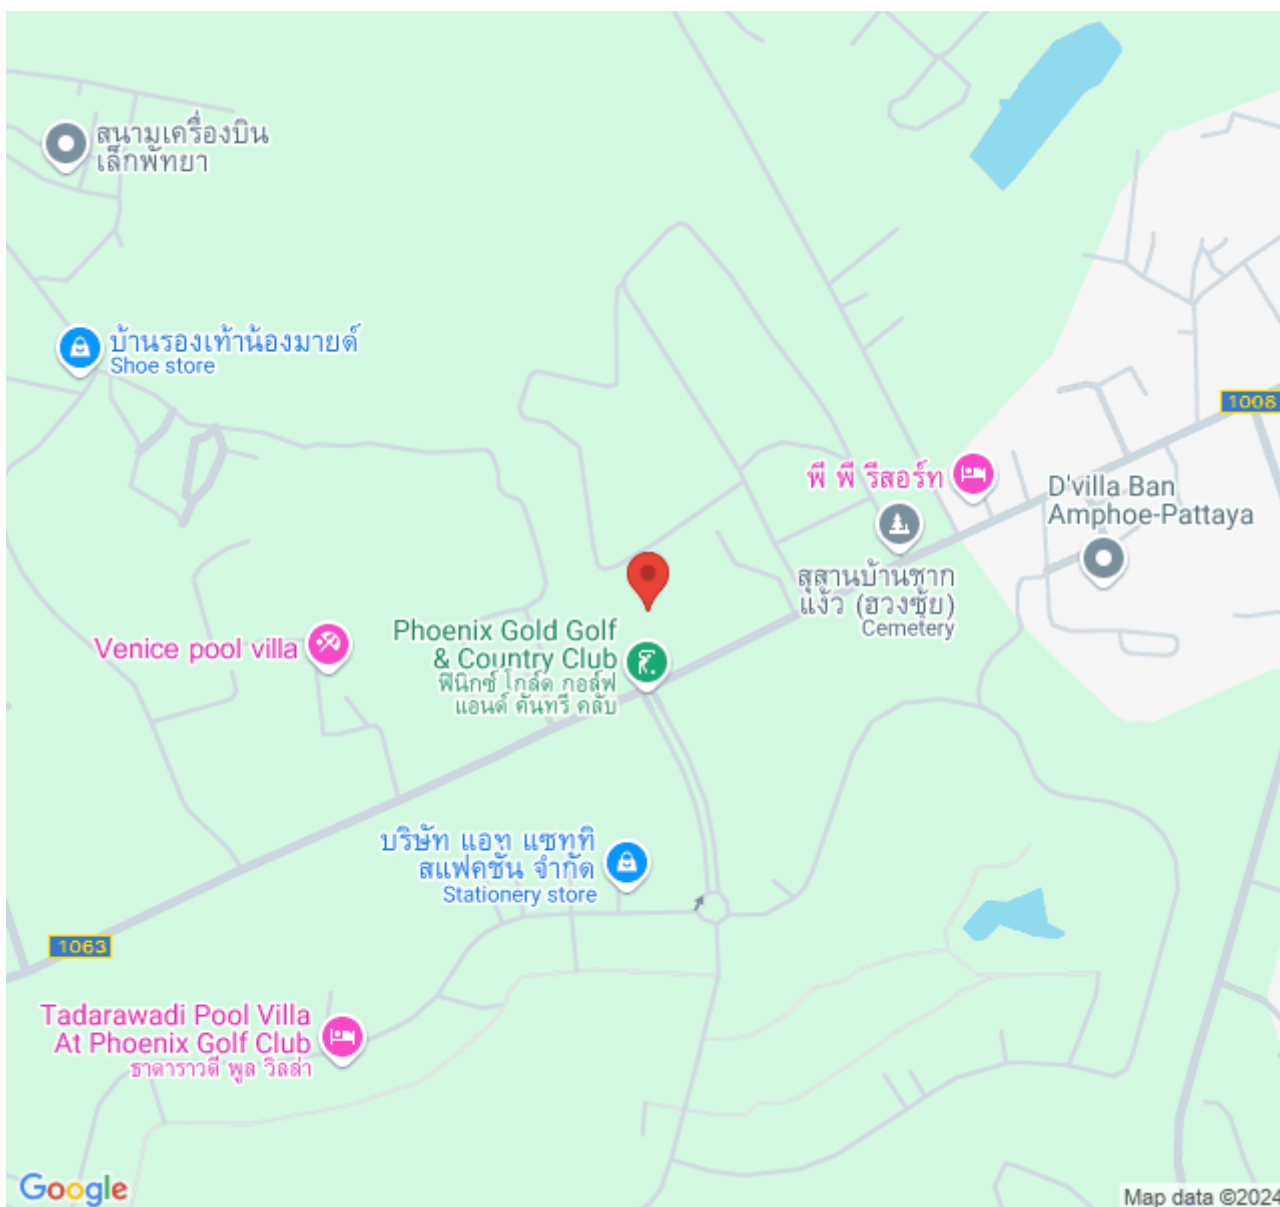 สนามเครื่องบิน
เล็กพัทยา
บ้านรองเท้าน้องมายด์
Shoe store
1008
พี พี รีสอร์ท
D'villa Ban
Amphoe-Pattaya
สุสานบ้านชาก
แง้ว (ฮวงซุ้ย)
Cemetery
Phoenix Gold Golf
& Country Club
ฟีนิกซ์ โกล์ด กอล์ฟ
แอนด์ คันทรี คลับ
Venice pool villa
บริษัท แอท แซททิ
สแฟคชั่น จำกัด
Stationery store
1063
Tadarawadi Pool Villa
At Phoenix Golf Club
ธาดาราวดี พูล วิลล่า
Google
Map data ©2024